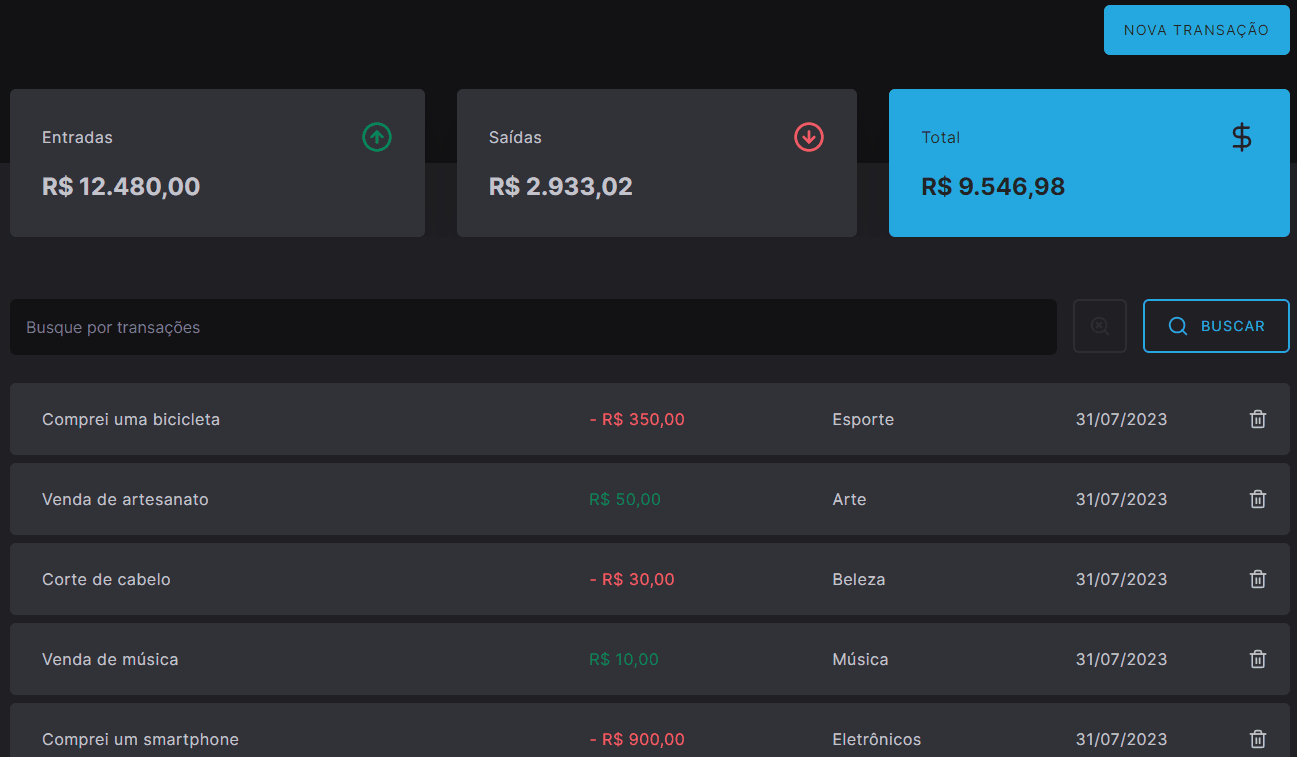 NOVA TRANSAÇÃO
Entradas
R$ 12.480,00
Saídas
R$ 2.933,02
Total
R$ 9.546,98
Busque por transações
BUSCAR
Comprei uma bicicleta - R$ 350,00 Esporte 31/07/2023
Venda de artesanato R$ 50,00 Arte 31/07/2023
Corte de cabelo - R$ 30,00 Beleza 31/07/2023
Venda de música R$ 10,00 Música 31/07/2023
Comprei um smartphone - R$ 900,00 Eletrônicos 31/07/2023